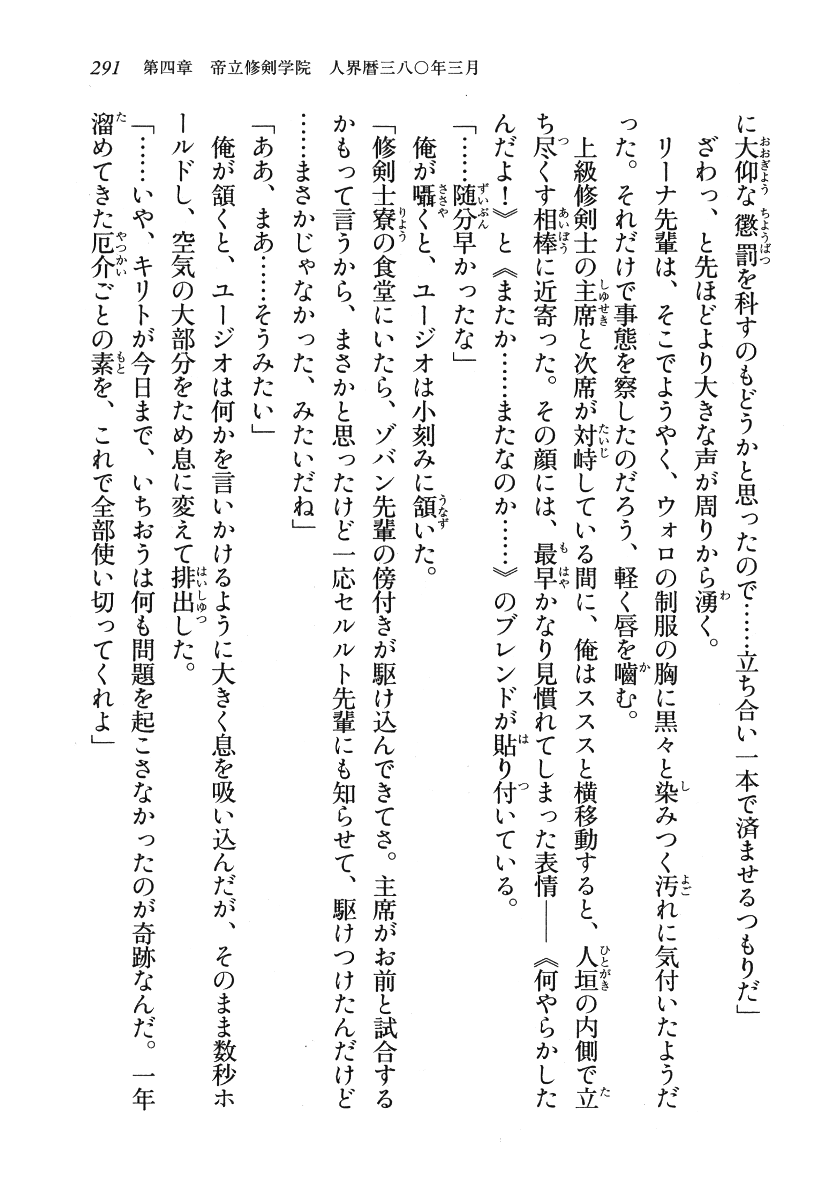 291 第四章 帝立修剣学院 人界暦三八〇年三月
に大仰な懲罰を科すのもどうかと思ったので……立ち合い一本で済ませるつもりだ」
ざわっ、と先ほどより大きな声が周りから湧く。
リーナ先輩は、そこでようやく、ウォロの制服の胸に黒々と染みつく汚れに気付いたようだ
った。それだけで事態を察したのだろう、軽く唇を嚙む。
上級修剣士の主席と次席が対峙している間に、俺はスススと横移動すると、人垣の内側で立
ち尽くす相棒に近寄った。その顔には、最早かなり見慣れてしまった表情――《何やらかした
んだよ！》と《またか……またなのか……》のブレンドが貼り付いている。
「……随分早かったな」
俺が囁くと、ユージオは小刻みに頷いた。
「修剣士寮の食堂にいたら、ゾバン先輩の傍付きが駆け込んできてさ。主席がお前と試合する
かもって言うから、まさかと思ったけど一応セルルト先輩にも知らせて、駆けつけたんだけど
……まさかじゃなかった、みたいだね」
「ああ、まあ……そうみたい」
俺が頷くと、ユージオは何かを言いかけるように大きく息を吸い込んだが、そのまま数秒ホ
ールドし、空気の大部分をため息に変えて排出した。
「……いや、キリトが今日まで、いちおうは何も問題を起こさなかったのが奇跡なんだ。一年
溜めてきた厄介ごとの素を、これで全部使い切ってくれよ」